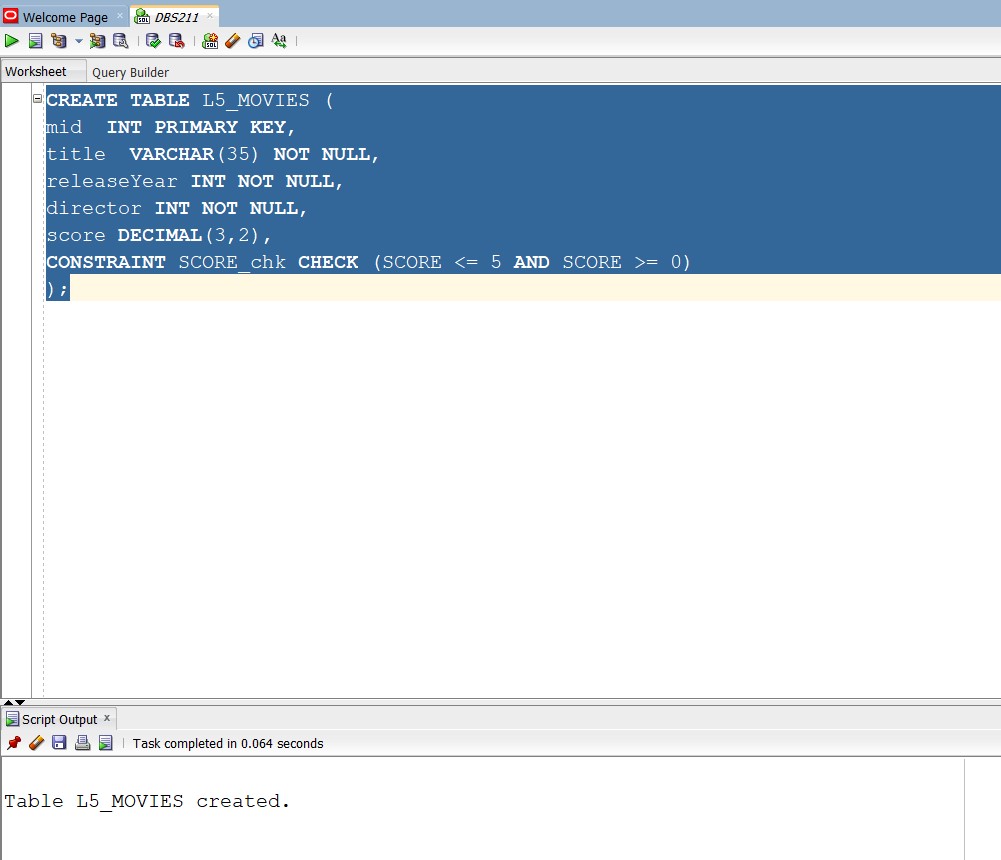 Welcome Page
DBS211
Worksheet
Query Builder
CREATE TABLE L5_MOVIES (
mid  INT PRIMARY KEY,
title  VARCHAR(35) NOT NULL,
releaseYear INT NOT NULL,
director INT NOT NULL,
score DECIMAL(3,2),
CONSTRAINT SCORE_chk CHECK (SCORE <= 5 AND SCORE >= 0)
);
Script Output
Task completed in 0.064 seconds
Table L5_MOVIES created.